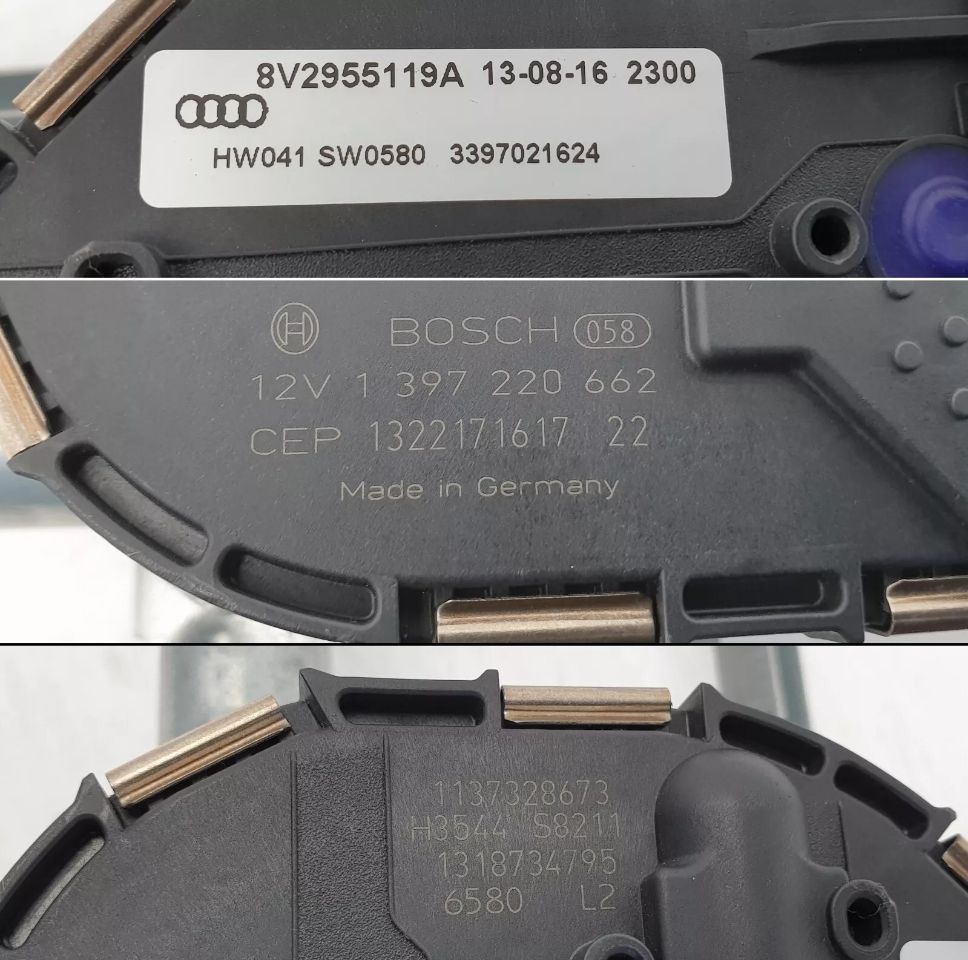 8V2955119A 13-08-16 2300
HW041 SW0580 3397021624
BOSCH 058
12V 1 397 220 662
CEP 1322171617 22
Made in Germany
1137328673
H3544 S8211
1318734795
6580 L2